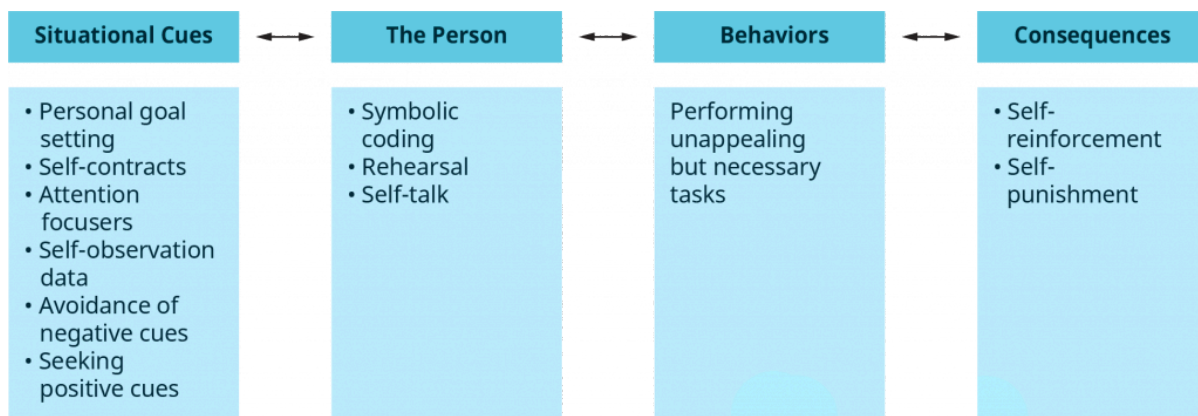 Situational Cues
The Person
Behaviors
Consequences
• Personal goal
setting
• Self-contracts
• Attention
focusers
• Self-observation
data
• Avoidance of
negative cues
• Seeking
positive cues
• Symbolic
coding
• Rehearsal
• Self-talk
Performing
unappealing
but necessary
tasks
• Self-
reinforcement
• Self-
punishment